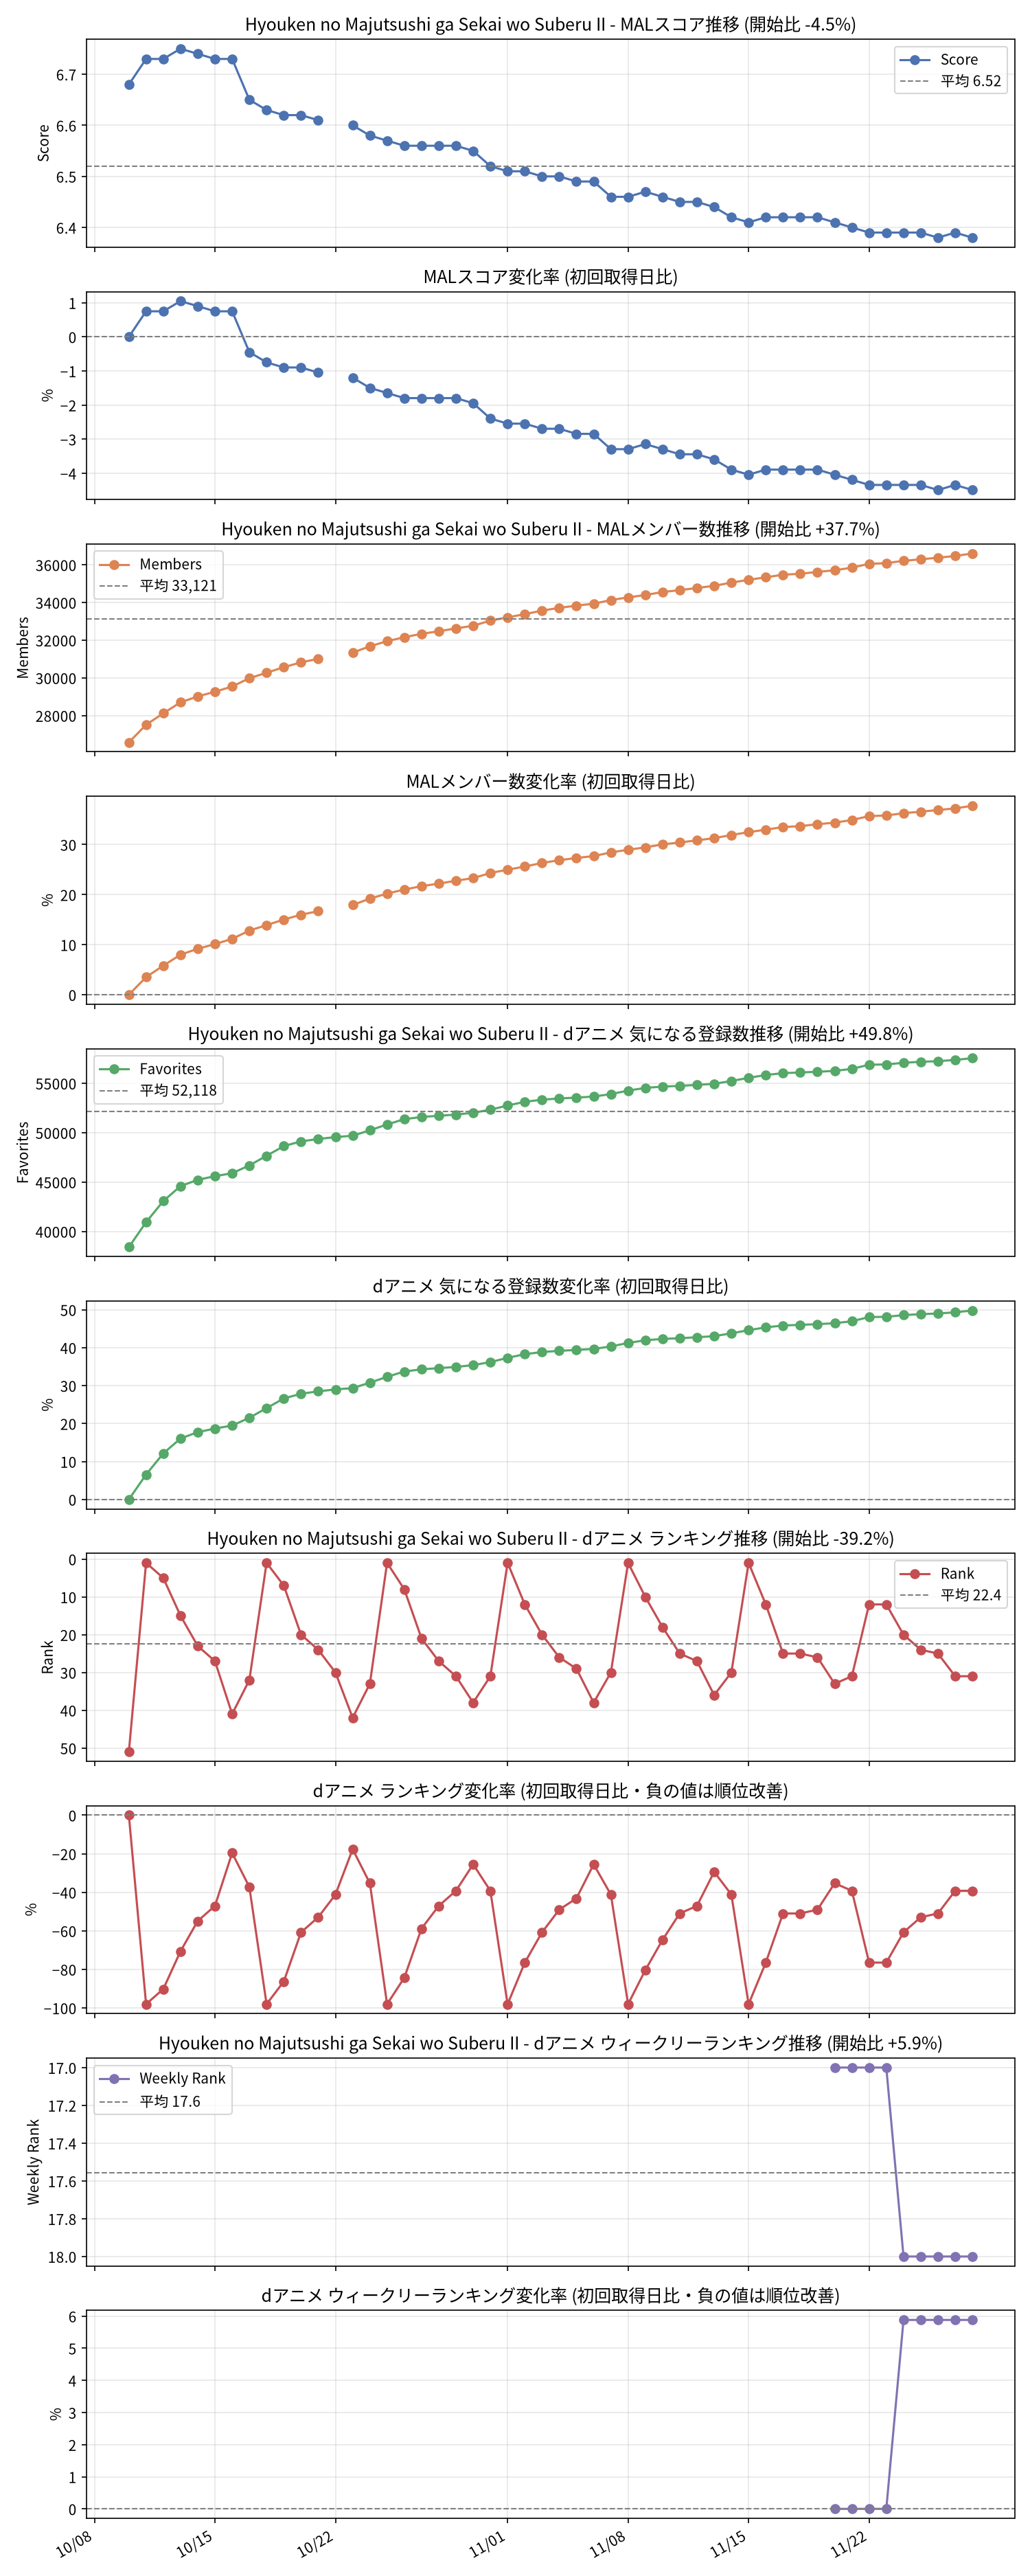 Hyouken no Majutsushi ga Sekai wo Suberu II - MALスコア推移 (開始比 -4.5%)
Score
平均 6.52
6.7
6.6
6.5
6.4
Score
MALスコア変化率 (初回取得日比)
1
0
−1
−2
−3
−4
%
Hyouken no Majutsushi ga Sekai wo Suberu II - MALメンバー数推移 (開始比 +37.7%)
Members
平均 33,121
36000
34000
32000
30000
28000
Members
MALメンバー数変化率 (初回取得日比)
30
20
10
0
%
Hyouken no Majutsushi ga Sekai wo Suberu II - dアニメ 気になる登録数推移 (開始比 +49.8%)
Favorites
平均 52,118
55000
50000
45000
40000
Favorites
dアニメ 気になる登録数変化率 (初回取得日比)
50
40
30
20
10
0
%
Hyouken no Majutsushi ga Sekai wo Suberu II - dアニメ ランキング推移 (開始比 -39.2%)
Rank
平均 22.4
0
10
20
30
40
50
Rank
dアニメ ランキング変化率 (初回取得日比・負の値は順位改善)
0
−20
−40
−60
−80
−100
%
Hyouken no Majutsushi ga Sekai wo Suberu II - dアニメ ウィークリーランキング推移 (開始比 +5.9%)
Weekly Rank
平均 17.6
17.0
17.2
17.4
17.6
17.8
18.0
Weekly Rank
dアニメ ウィークリーランキング変化率 (初回取得日比・負の値は順位改善)
6
5
4
3
2
1
0
%
10/08
10/15
10/22
11/01
11/08
11/15
11/22